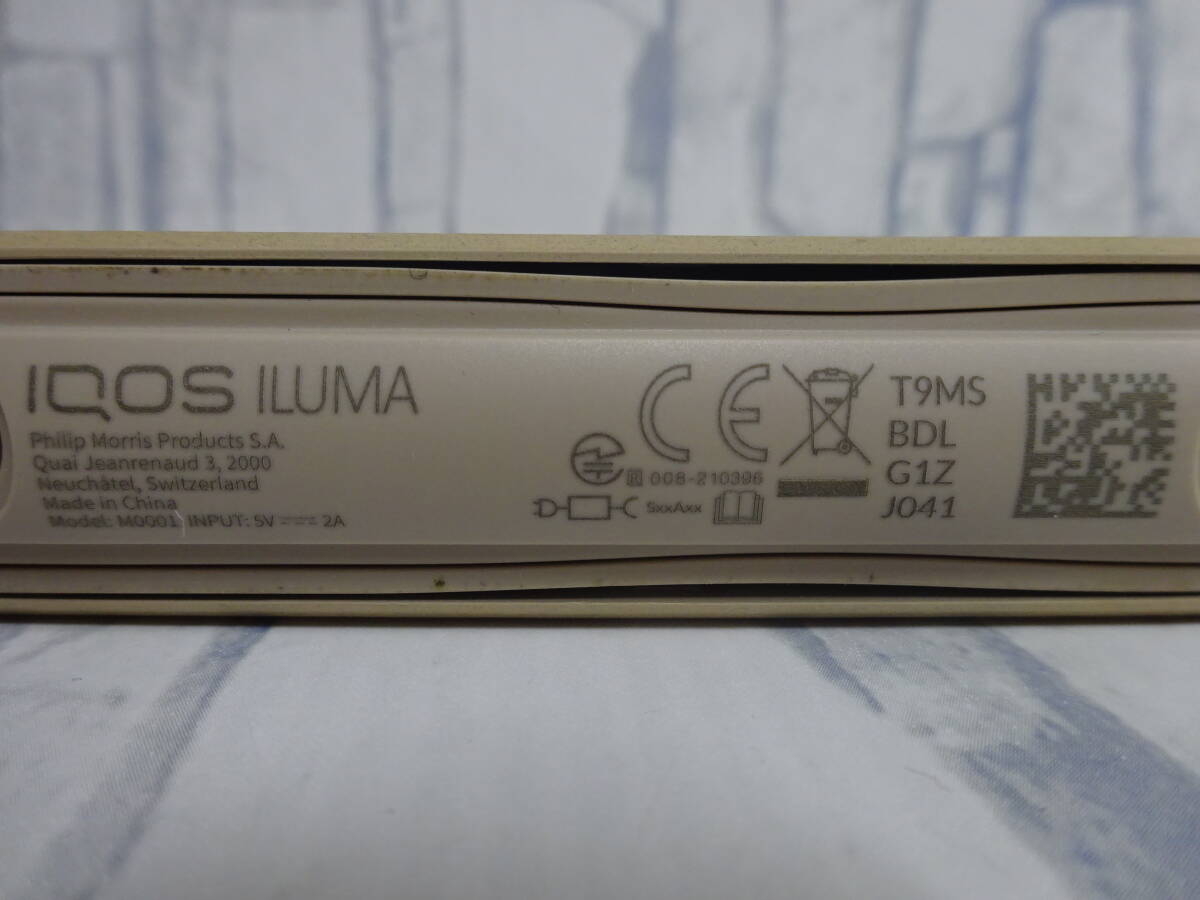 IQOS ILUMA
Philip Morris Products S.A.
Quai Jeanrenaud 3, 2000
Neuchâtel, Switzerland
Made in China
Model: M0001 INPUT: 5V 2A
CE
R 008-210396
SxxAxx
T9MS
BDL
G1Z
J041